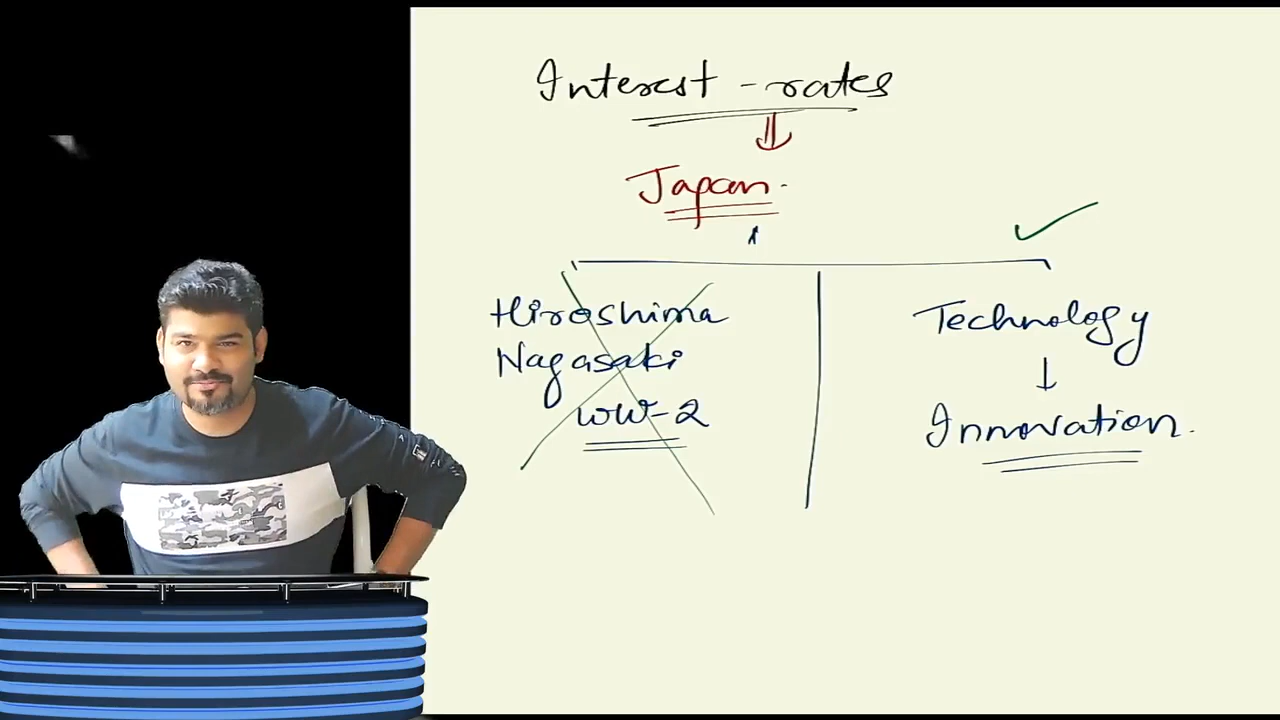 Interest-rates
Japan.
Hiroshima
Nagasaki
WW-2
Technology
Innovation.